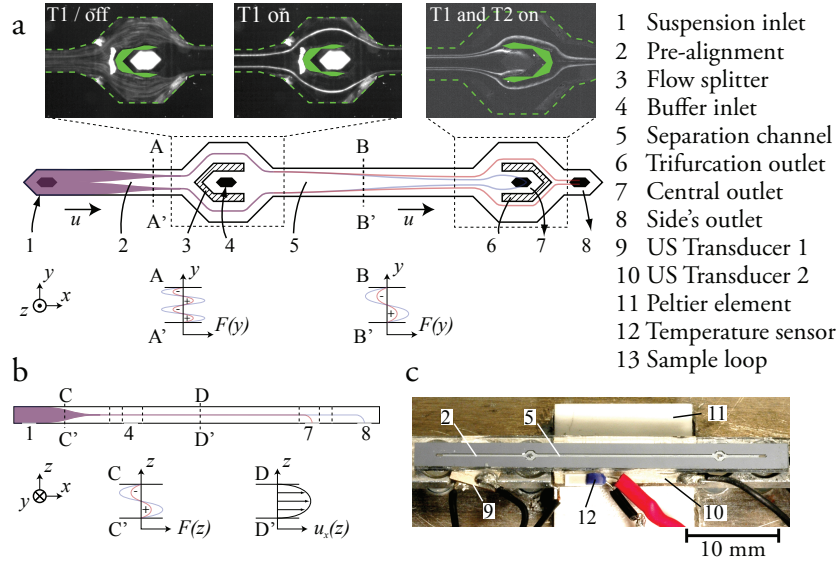 a
T1 / off
T1 on
T1 and T2 on
1 Suspension inlet
2 Pre-alignment
3 Flow splitter
4 Buffer inlet
5 Separation channel
6 Trifurcation outlet
7 Central outlet
8 Side's outlet
9 US Transducer 1
10 US Transducer 2
11 Peltier element
12 Temperature sensor
13 Sample loop
A
B
A'
B'
u
u
1
2
3
4
5
6
7
8
y
z
x
A
y
-
+
-
+
A'
F(y)
B
y
-
+
B'
F(y)
b
C
D
1
C'
4
D'
7
8
z
y
x
C
z
-
+
C'
F(z)
D
z
D'
uₓ(z)
c
2
5
11
9
12
10
10 mm